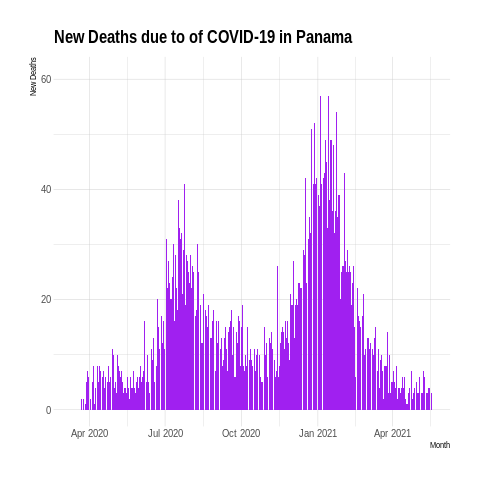 New Deaths due to of COVID-19 in Panama
New Deaths
60
40
20
0
Apr 2020 Jul 2020 Oct 2020 Jan 2021 Apr 2021
Month